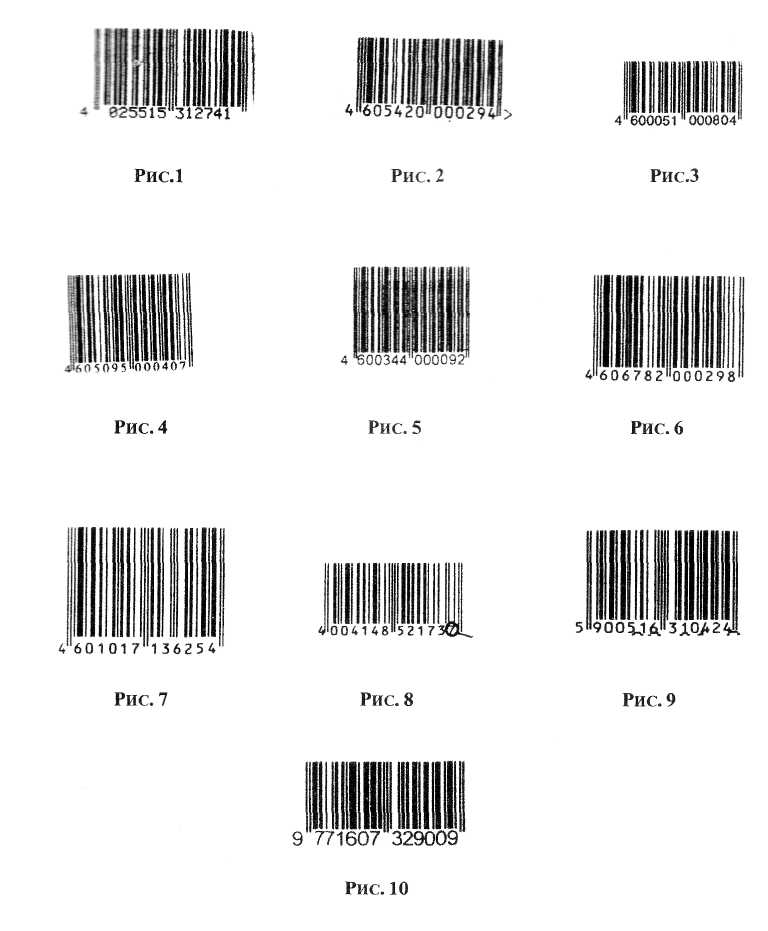 4 025515 312741
4 605420 000294 >
4 600051 000804
Рис.1
Рис. 2
Рис.3
4 605095 000407
4 600344 000092
4 606782 000298
Рис. 4
Рис. 5
Рис. 6
4 601017 136254
4 004148 521737
5 900516 310424
Рис. 7
Рис. 8
Рис. 9
9 771607 329009
Рис. 10